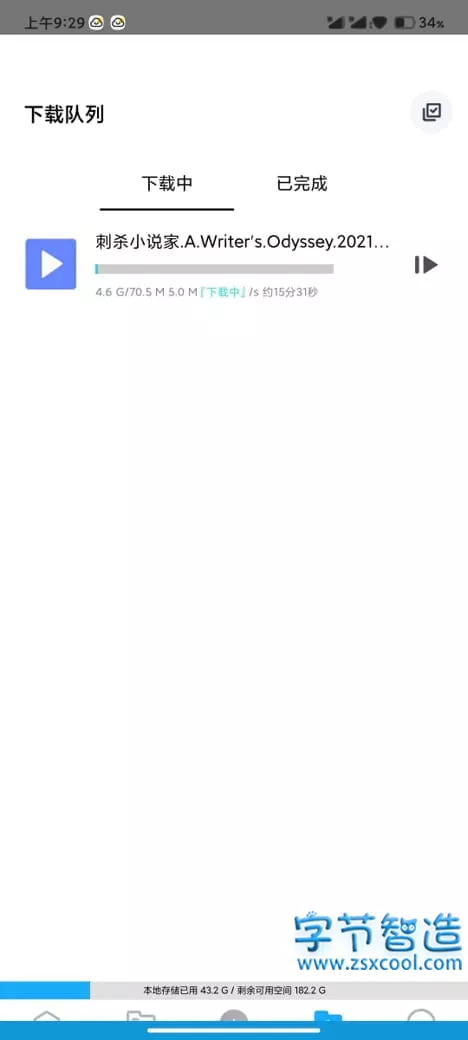 上午9:29
34%
下载队列
下载中
已完成
刺杀小说家.A.Writer's.Odyssey.2021...
4.6 G/70.5 M 5.0 M『下载中』/s 约15分31秒
字节智造
www.zsxcool.com
本地存储已用 43.2 G / 剩余可用空间 182.2 G